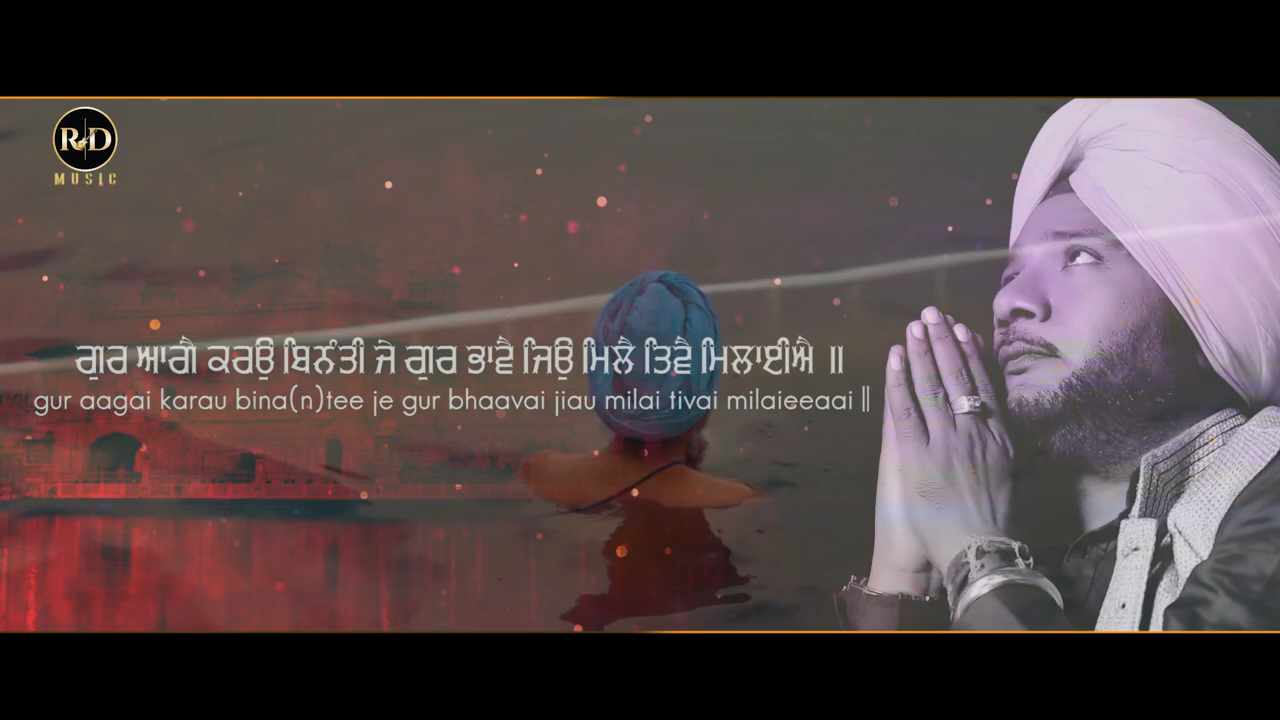 R D
MUSIC
ਗੁਰ ਆਗੈ ਕਰਉ ਬਿਨੰਤੀ ਜੇ ਗੁਰ ਭਾਵੈ ਜਿਉ ਮਿਲੈ ਤਿਵੈ ਮਿਲਾਈਐ ॥
gur aagai karau bina(n)tee je gur bhaavai jiau milai tivai milaieeaai ||